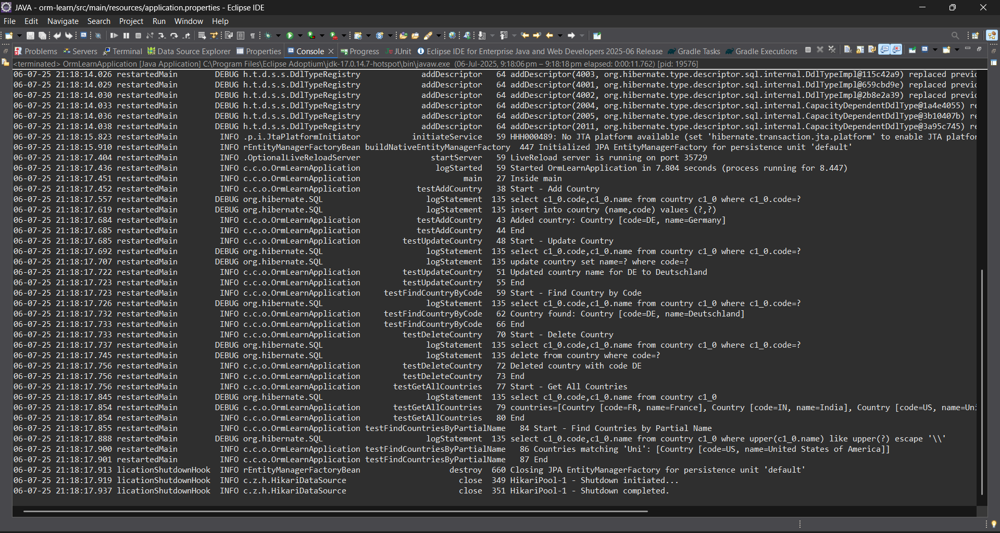 JAVA - orm-learn/src/main/resources/application.properties - Eclipse IDE
File Edit Navigate Search Project Run Window Help
Problems Servers Terminal Data Source Explorer Properties Console Progress JUnit Eclipse IDE for Enterprise Java and Web Developers 2025-06 Release Gradle Tasks Gradle Executions
<terminated> OrmLearnApplication [Java Application] C:\Program Files\Eclipse Adoptium\jdk-17.0.14.7-hotspot\bin\javaw.exe (06-Jul-2025, 9:18:06 pm – 9:18:18 pm elapsed: 0:00:11.762) [pid: 19576]
06-07-25 21:18:14.026 restartedMain DEBUG h.t.d.s.s.DdlTypeRegistry addDescriptor 64 addDescriptor(4003, org.hibernate.type.descriptor.sql.internal.DdlTypeImpl@115c42a9) replaced previc
06-07-25 21:18:14.029 restartedMain DEBUG h.t.d.s.s.DdlTypeRegistry addDescriptor 64 addDescriptor(4001, org.hibernate.type.descriptor.sql.internal.DdlTypeImpl@659cbd9e) replaced previc
06-07-25 21:18:14.030 restartedMain DEBUG h.t.d.s.s.DdlTypeRegistry addDescriptor 64 addDescriptor(4002, org.hibernate.type.descriptor.sql.internal.DdlTypeImpl@2b8e2a39) replaced previc
06-07-25 21:18:14.033 restartedMain DEBUG h.t.d.s.s.DdlTypeRegistry addDescriptor 64 addDescriptor(2004, org.hibernate.type.descriptor.sql.internal.CapacityDependentDdlType@1a4e4055) re
06-07-25 21:18:14.036 restartedMain DEBUG h.t.d.s.s.DdlTypeRegistry addDescriptor 64 addDescriptor(2005, org.hibernate.type.descriptor.sql.internal.CapacityDependentDdlType@3b10407b) re
06-07-25 21:18:14.038 restartedMain DEBUG h.t.d.s.s.DdlTypeRegistry addDescriptor 64 addDescriptor(2011, org.hibernate.type.descriptor.sql.internal.CapacityDependentDdlType@3a95c745) re
06-07-25 21:18:15.823 restartedMain INFO .p.i.JtaPlatformInitiator initiateService 59 HHH000489: No JTA platform available (set 'hibernate.transaction.jta.platform' to enable JTA platfor
06-07-25 21:18:15.910 restartedMain INFO rEntityManagerFactoryBean buildNativeEntityManagerFactory 447 Initialized JPA EntityManagerFactory for persistence unit 'default'
06-07-25 21:18:17.404 restartedMain INFO .OptionalLiveReloadServer startServer 59 LiveReload server is running on port 35729
06-07-25 21:18:17.436 restartedMain INFO c.c.o.OrmLearnApplication logStarted 59 Started OrmLearnApplication in 7.804 seconds (process running for 8.447)
06-07-25 21:18:17.451 restartedMain INFO c.c.o.OrmLearnApplication main 27 Inside main
06-07-25 21:18:17.452 restartedMain INFO c.c.o.OrmLearnApplication testAddCountry 38 Start - Add Country
06-07-25 21:18:17.557 restartedMain DEBUG org.hibernate.SQL logStatement 135 select c1_0.code,c1_0.name from country c1_0 where c1_0.code=?
06-07-25 21:18:17.619 restartedMain DEBUG org.hibernate.SQL logStatement 135 insert into country (name,code) values (?,?)
06-07-25 21:18:17.684 restartedMain INFO c.c.o.OrmLearnApplication testAddCountry 43 Added country: Country [code=DE, name=Germany]
06-07-25 21:18:17.685 restartedMain INFO c.c.o.OrmLearnApplication testAddCountry 44 End
06-07-25 21:18:17.685 restartedMain INFO c.c.o.OrmLearnApplication testUpdateCountry 48 Start - Update Country
06-07-25 21:18:17.692 restartedMain DEBUG org.hibernate.SQL logStatement 135 select c1_0.code,c1_0.name from country c1_0 where c1_0.code=?
06-07-25 21:18:17.707 restartedMain DEBUG org.hibernate.SQL logStatement 135 update country set name=? where code=?
06-07-25 21:18:17.722 restartedMain INFO c.c.o.OrmLearnApplication testUpdateCountry 51 Updated country name for DE to Deutschland
06-07-25 21:18:17.723 restartedMain INFO c.c.o.OrmLearnApplication testUpdateCountry 55 End
06-07-25 21:18:17.723 restartedMain INFO c.c.o.OrmLearnApplication testFindCountryByCode 59 Start - Find Country by Code
06-07-25 21:18:17.726 restartedMain DEBUG org.hibernate.SQL logStatement 135 select c1_0.code,c1_0.name from country c1_0 where c1_0.code=?
06-07-25 21:18:17.732 restartedMain INFO c.c.o.OrmLearnApplication testFindCountryByCode 62 Country found: Country [code=DE, name=Deutschland]
06-07-25 21:18:17.733 restartedMain INFO c.c.o.OrmLearnApplication testFindCountryByCode 66 End
06-07-25 21:18:17.733 restartedMain INFO c.c.o.OrmLearnApplication testDeleteCountry 70 Start - Delete Country
06-07-25 21:18:17.737 restartedMain DEBUG org.hibernate.SQL logStatement 135 select c1_0.code,c1_0.name from country c1_0 where c1_0.code=?
06-07-25 21:18:17.745 restartedMain DEBUG org.hibernate.SQL logStatement 135 delete from country where code=?
06-07-25 21:18:17.756 restartedMain INFO c.c.o.OrmLearnApplication testDeleteCountry 72 Deleted country with code DE
06-07-25 21:18:17.756 restartedMain INFO c.c.o.OrmLearnApplication testDeleteCountry 73 End
06-07-25 21:18:17.756 restartedMain INFO c.c.o.OrmLearnApplication testGetAllCountries 77 Start - Get All Countries
06-07-25 21:18:17.845 restartedMain DEBUG org.hibernate.SQL logStatement 135 select c1_0.code,c1_0.name from country c1_0
06-07-25 21:18:17.854 restartedMain DEBUG c.c.o.OrmLearnApplication testGetAllCountries 79 countries=[Country [code=FR, name=France], Country [code=IN, name=India], Country [code=US, name=Uni
06-07-25 21:18:17.854 restartedMain INFO c.c.o.OrmLearnApplication testGetAllCountries 80 End
06-07-25 21:18:17.855 restartedMain INFO c.c.o.OrmLearnApplication testFindCountriesByPartialName 84 Start - Find Countries by Partial Name
06-07-25 21:18:17.888 restartedMain DEBUG org.hibernate.SQL logStatement 135 select c1_0.code,c1_0.name from country c1_0 where upper(c1_0.name) like upper(?) escape '\\'
06-07-25 21:18:17.900 restartedMain INFO c.c.o.OrmLearnApplication testFindCountriesByPartialName 86 Countries matching 'Uni': [Country [code=US, name=United States of America]]
06-07-25 21:18:17.901 restartedMain INFO c.c.o.OrmLearnApplication testFindCountriesByPartialName 87 End
06-07-25 21:18:17.913 licationShutdownHook INFO rEntityManagerFactoryBean destroy 660 Closing JPA EntityManagerFactory for persistence unit 'default'
06-07-25 21:18:17.919 licationShutdownHook INFO c.z.h.HikariDataSource close 349 HikariPool-1 - Shutdown initiated...
06-07-25 21:18:17.937 licationShutdownHook INFO c.z.h.HikariDataSource close 351 HikariPool-1 - Shutdown completed.